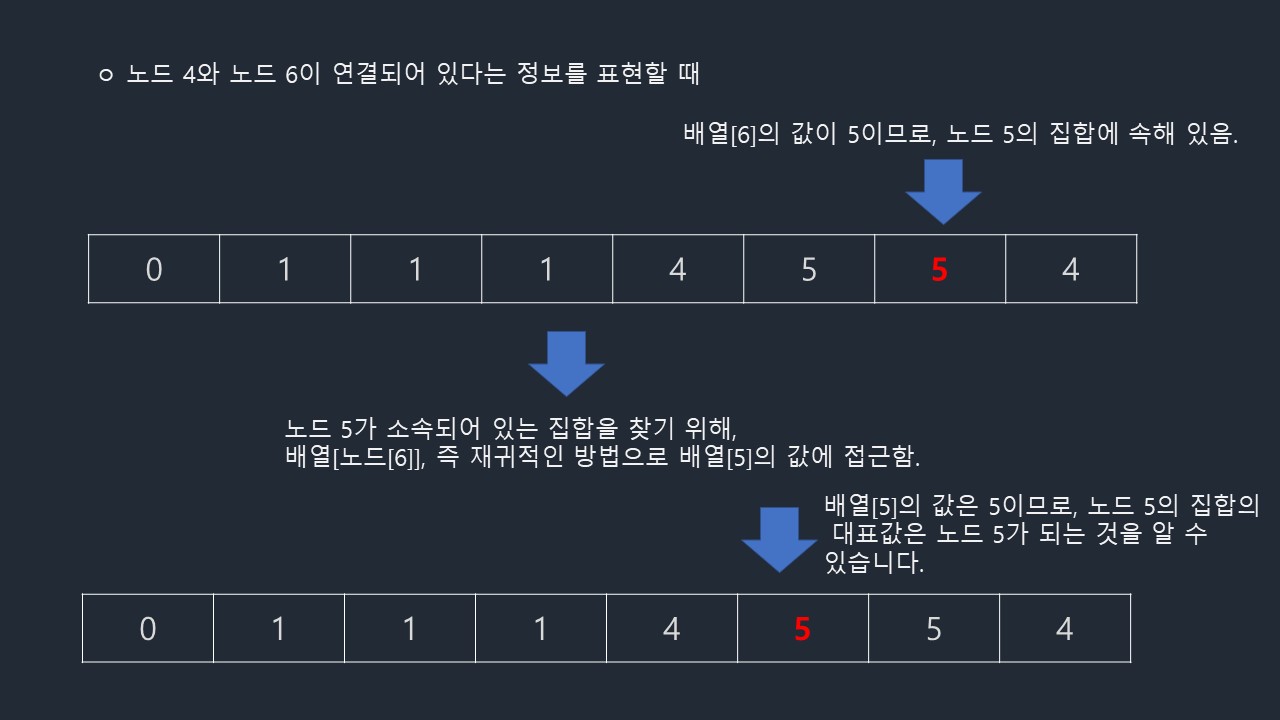 ㅇ 노드 4와 노드 6이 연결되어 있다는 정보를 표현할 때
배열[6]의 값이 5이므로, 노드 5의 집합에 속해 있음.
0 1 1 1 4 5 5 4
노드 5가 소속되어 있는 집합을 찾기 위해,
배열[노드[6]], 즉 재귀적인 방법으로 배열[5]의 값에 접근함.
배열[5]의 값은 5이므로, 노드 5의 집합의
대표값은 노드 5가 되는 것을 알 수
있습니다.
0 1 1 1 4 5 5 4